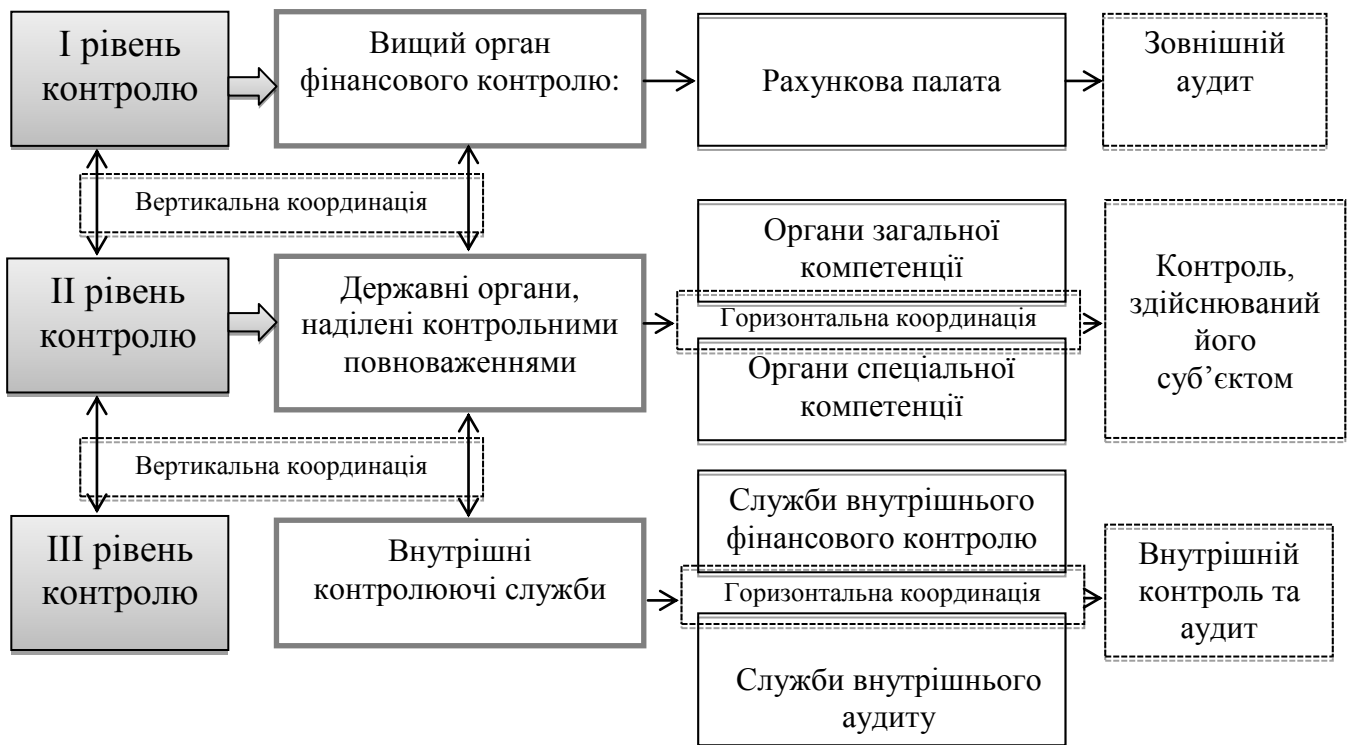 І рівень
контролю
Вищий орган
фінансового контролю:
Рахункова палата
Зовнішній
аудит
Вертикальна координація
ІІ рівень
контролю
Державні органи,
наділені контрольними
повноваженнями
Органи загальної
компетенції
Горизонтальна координація
Органи спеціальної
компетенції
Контроль,
здійснюваний
його
суб’єктом
Вертикальна координація
ІІІ рівень
контролю
Внутрішні
контролюючі служби
Служби внутрішнього
фінансового контролю
Горизонтальна координація
Служби внутрішнього
аудиту
Внутрішній
контроль та
аудит